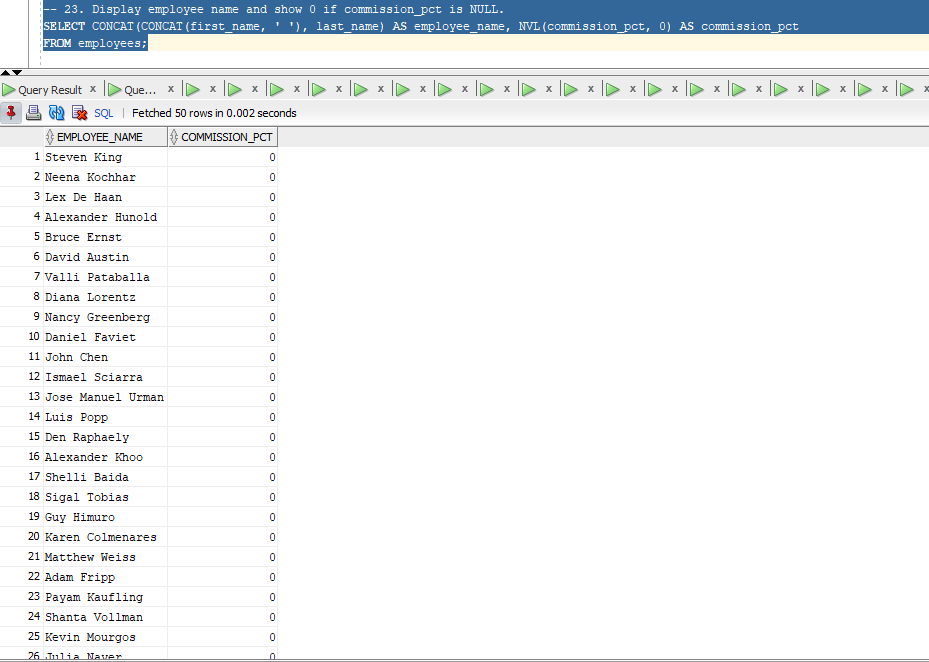 -- 23. Display employee name and show 0 if commission_pct is NULL.
SELECT CONCAT(CONCAT(first_name, ' '), last_name) AS employee_name, NVL(commission_pct, 0) AS commission_pct
FROM employees;
Query Result x Que... x x x x x x x x x x x x x x x x x x x x x
SQL | Fetched 50 rows in 0.002 seconds
EMPLOYEE_NAME COMMISSION_PCT
1 Steven King 0
2 Neena Kochhar 0
3 Lex De Haan 0
4 Alexander Hunold 0
5 Bruce Ernst 0
6 David Austin 0
7 Valli Pataballa 0
8 Diana Lorentz 0
9 Nancy Greenberg 0
10 Daniel Faviet 0
11 John Chen 0
12 Ismael Sciarra 0
13 Jose Manuel Urman 0
14 Luis Popp 0
15 Den Raphaely 0
16 Alexander Khoo 0
17 Shelli Baida 0
18 Sigal Tobias 0
19 Guy Himuro 0
20 Karen Colmenares 0
21 Matthew Weiss 0
22 Adam Fripp 0
23 Payam Kaufling 0
24 Shanta Vollman 0
25 Kevin Mourgos 0
26 Julia Nayer 0